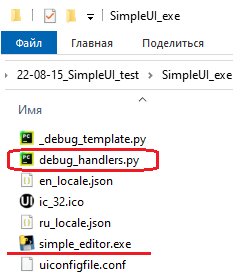 SimpleUI_exe
Файл
Главная
Поделиться
22-08-15_SimpleUI_test
SimpleUI_exe
Имя
_debug_template.py
debug_handlers.py
en_locale.json
ic_32.ico
ru_locale.json
simple_editor.exe
uiconfigfile.conf